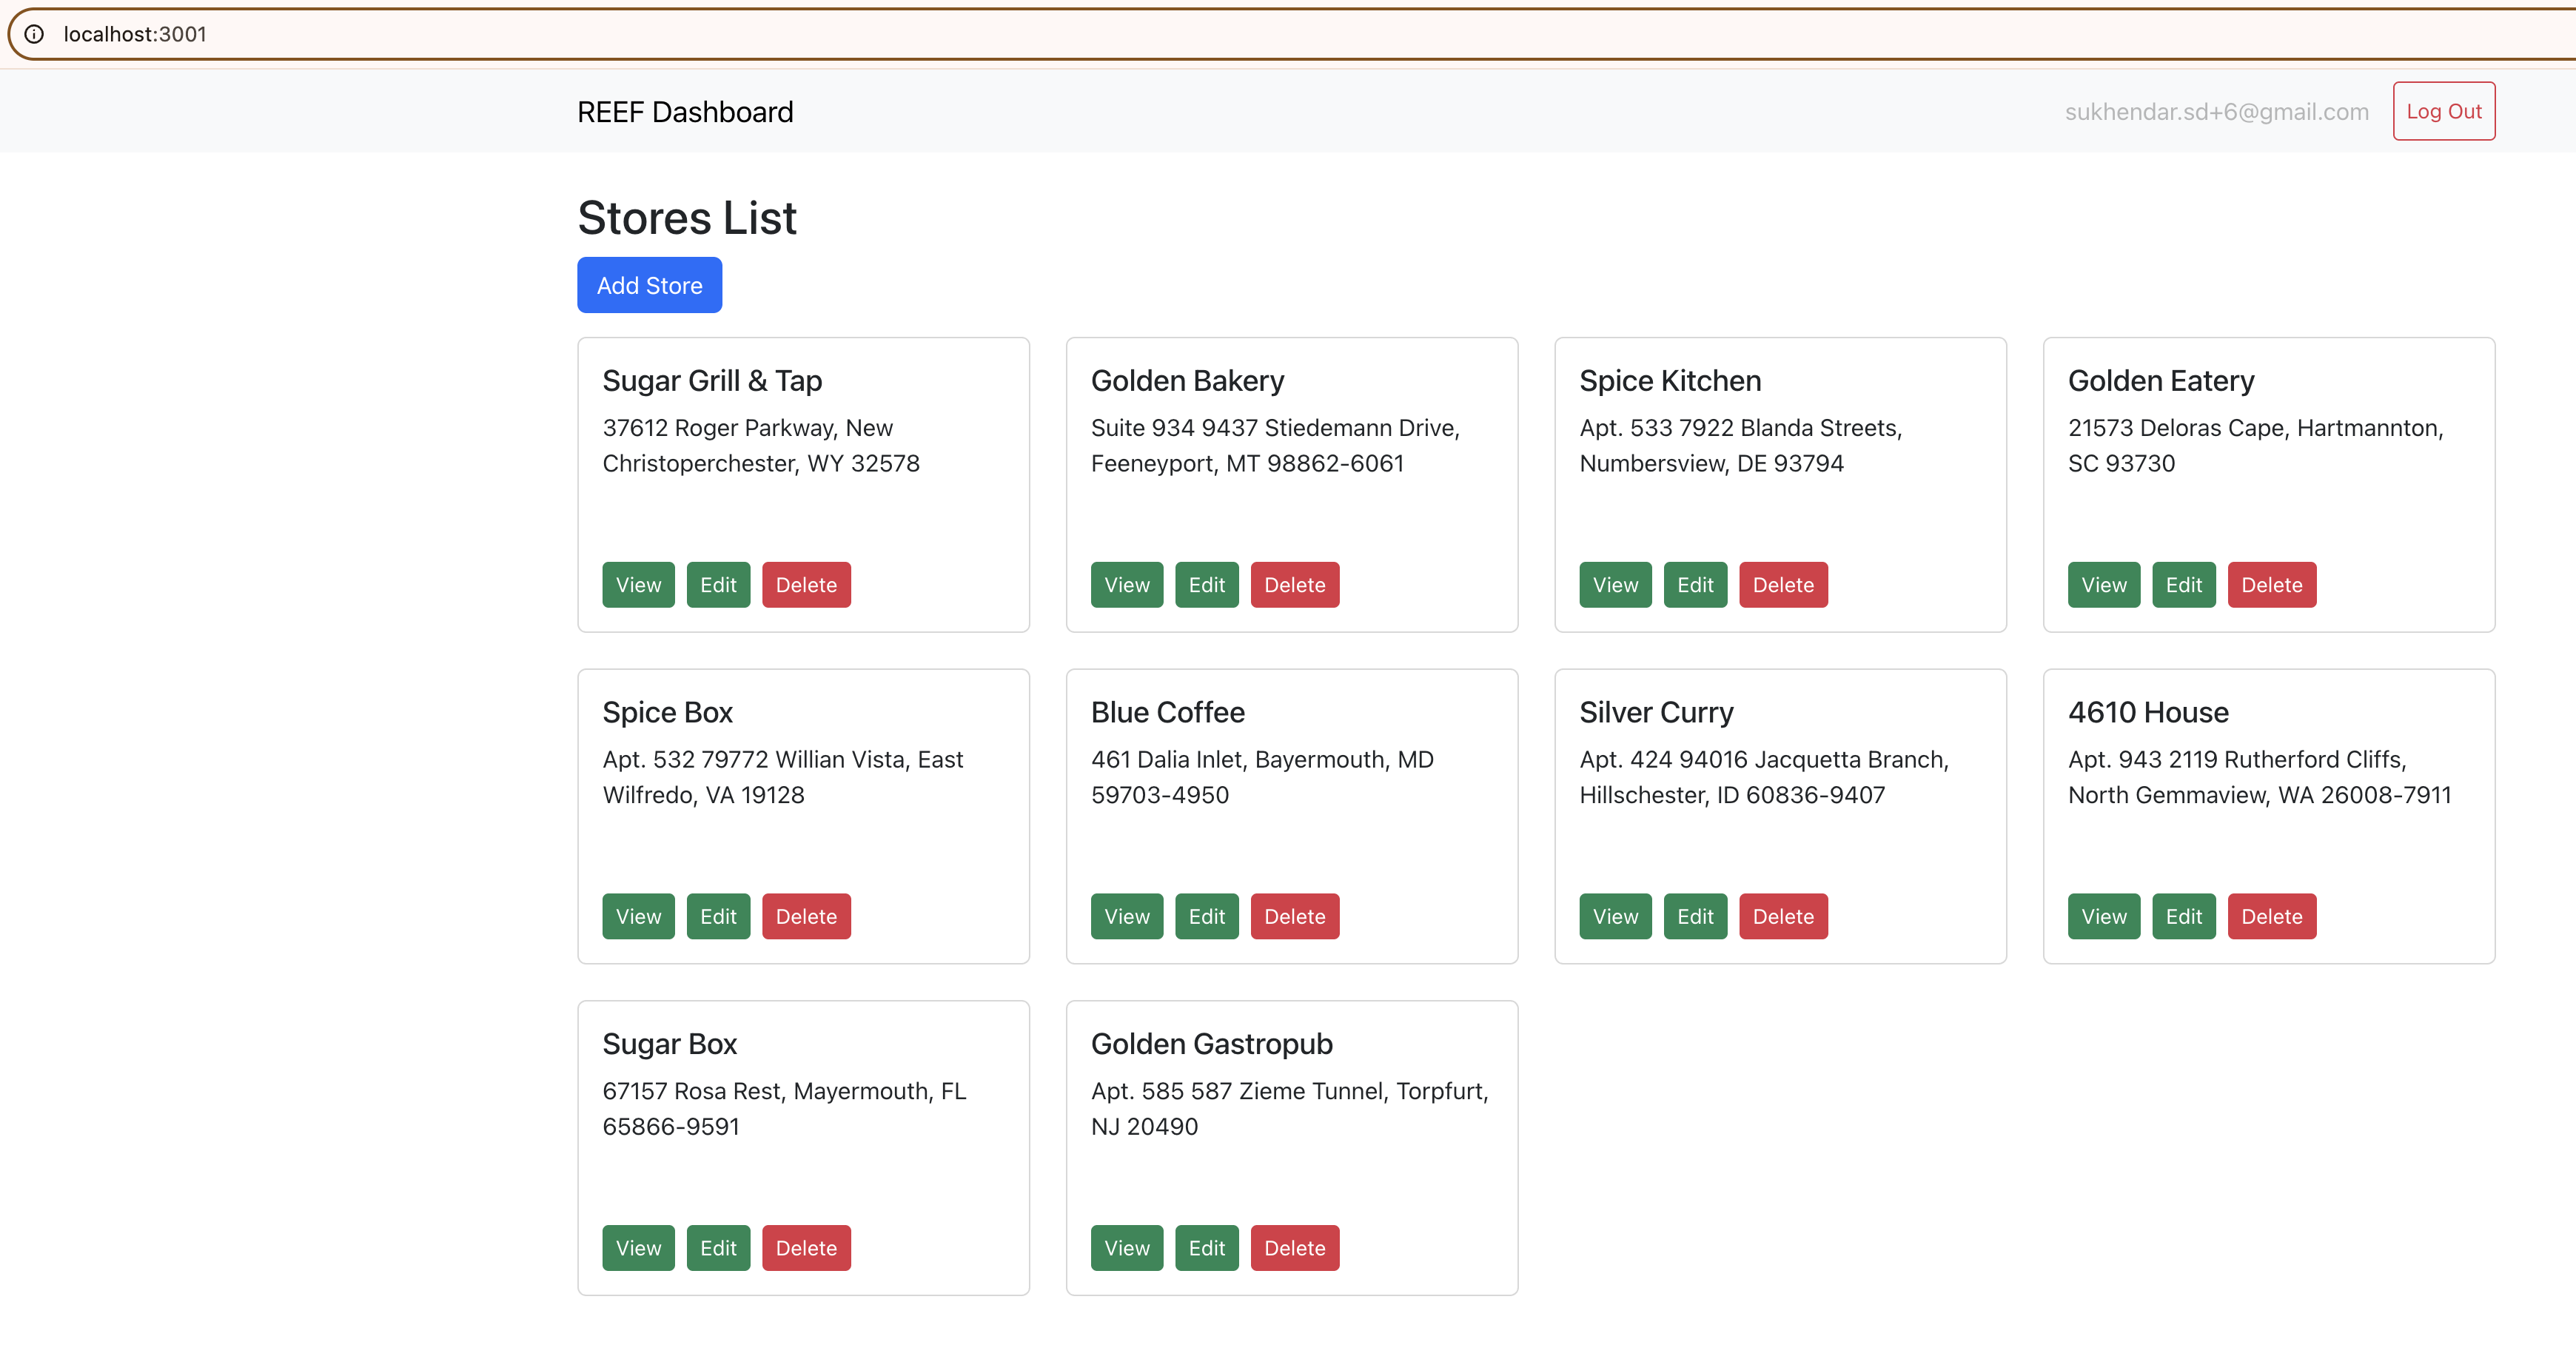 localhost:3001
REEF Dashboard
sukhendar.sd+6@gmail.com
Log Out
Stores List
Add Store
Sugar Grill & Tap
37612 Roger Parkway, New
Christoperchester, WY 32578
View Edit Delete
Golden Bakery
Suite 934 9437 Stiedemann Drive,
Feeneyport, MT 98862-6061
View Edit Delete
Spice Kitchen
Apt. 533 7922 Blanda Streets,
Numbersview, DE 93794
View Edit Delete
Golden Eatery
21573 Deloras Cape, Hartmannton,
SC 93730
View Edit Delete
Spice Box
Apt. 532 79772 Willian Vista, East
Wilfredo, VA 19128
View Edit Delete
Blue Coffee
461 Dalia Inlet, Bayermouth, MD
59703-4950
View Edit Delete
Silver Curry
Apt. 424 94016 Jacquetta Branch,
Hillschester, ID 60836-9407
View Edit Delete
4610 House
Apt. 943 2119 Rutherford Cliffs,
North Gemmaview, WA 26008-7911
View Edit Delete
Sugar Box
67157 Rosa Rest, Mayermouth, FL
65866-9591
View Edit Delete
Golden Gastropub
Apt. 585 587 Zieme Tunnel, Torpfurt,
NJ 20490
View Edit Delete